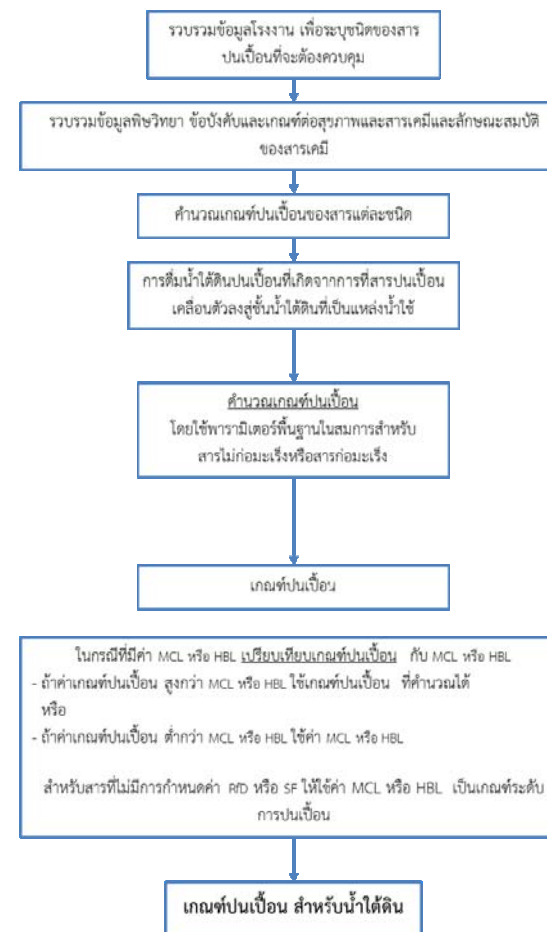 รวบรวมข้อมูลโรงงาน เพื่อระบุชนิดของสาร
ปนเปื้อนที่จะต้องควบคุม
รวบรวมข้อมูลพิษวิทยา ข้อบังคับและเกณฑ์ต่อสุขภาพและสารเคมีและลักษณะสมบัติ
ของสารเคมี
คำนวณเกณฑ์ปนเปื้อนของสารแต่ละชนิด
การดื่มน้ำใต้ดินปนเปื้อนที่เกิดจากการที่สารปนเปื้อน
เคลื่อนตัวลงสู่ชั้นน้ำใต้ดินที่เป็นแหล่งน้ำใช้
คำนวณเกณฑ์ปนเปื้อน
โดยใช้พารามิเตอร์พื้นฐานในสมการสำหรับ
สารไม่ก่อมะเร็งหรือสารก่อมะเร็ง
เกณฑ์ปนเปื้อน
ในกรณีที่มีค่า MCL หรือ HBL เปรียบเทียบเกณฑ์ปนเปื้อน กับ MCL หรือ HBL
- ถ้าค่าเกณฑ์ปนเปื้อน สูงกว่า MCL หรือ HBL ใช้เกณฑ์ปนเปื้อน ที่คำนวณได้
หรือ
- ถ้าค่าเกณฑ์ปนเปื้อน ต่ำกว่า MCL หรือ HBL ใช้ค่า MCL หรือ HBL
สำหรับสารที่ไม่มีการกำหนดค่า RfD หรือ SF ให้ใช้ค่า MCL หรือ HBL เป็นเกณฑ์ระดับ
การปนเปื้อน
เกณฑ์ปนเปื้อน สำหรับน้ำใต้ดิน